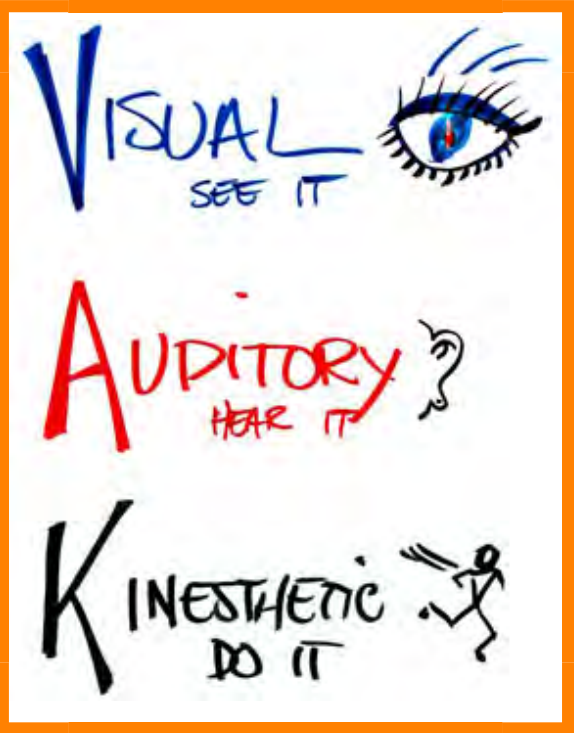 VISUAL
SEE IT
AUDITORY
HEAR IT
KINESTHETIC
DO IT